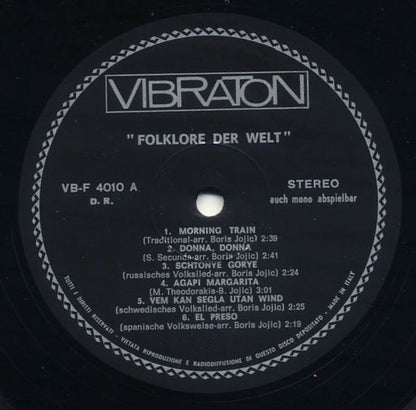 VIBRATON
"FOLKLORE DER WELT"
VB-F 4010 A
D. R.
STEREO
auch mono abspielbar
1. MORNING TRAIN
(Traditional-arr. Boris Jojic) 2:39
2. DONNA, DONNA
(S. Secunda-arr. B. Jojic) 2:41
3. SCHTONYE GORYE
(russisches Volkslied-arr. Boris Jojic) 2:24
4. AGAPI MARGARITA
(M. Theodorakis-B. Jojic) 3:01
5. VEM KAN SEGLA UTAN WIND
(schwedisches Volkslied-arr. Boris Jojic) 2:25
6. EL PRESO
(spanische Volksweise-arr. Boris Jojic) 2:19
TUTTI I DIRITTI RISERVATI - VIETATA RIPRODUZIONE E RADIODIFFUSIONE DI QUESTO DISCO DEPOSITATO - MADE IN ITALY